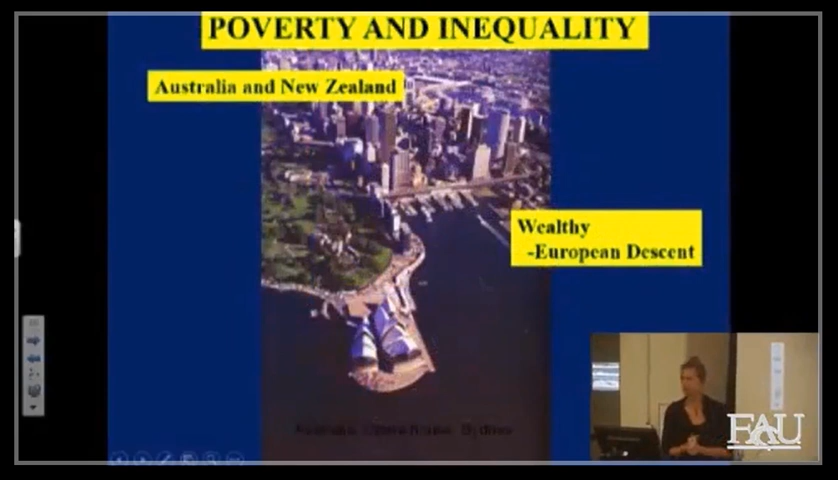 POVERTY AND INEQUALITY
Australia and New Zealand
Wealthy
-European Descent
FAU